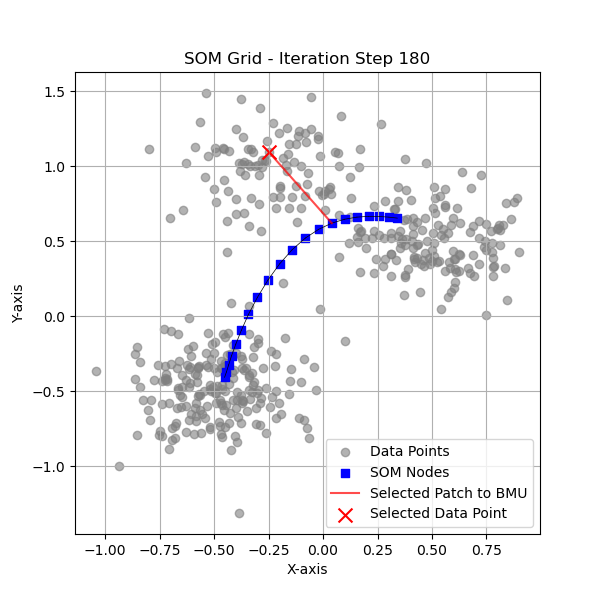 SOM Grid - Iteration Step 180
Y-axis
1.5
1.0
0.5
0.0
−0.5
−1.0
Data Points
SOM Nodes
Selected Patch to BMU
Selected Data Point
−1.00 −0.75 −0.50 −0.25 0.00 0.25 0.50 0.75
X-axis